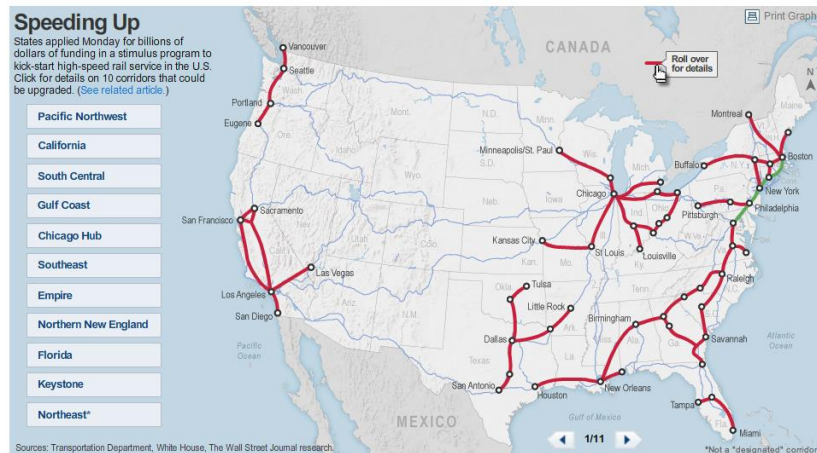 Speeding Up
States applied Monday for billions of
dollars of funding in a stimulus program to
kick-start high-speed rail service in the U.S.
Click for details on 10 corridors that could
be upgraded. (See related article.)
Pacific Northwest
California
South Central
Gulf Coast
Chicago Hub
Southeast
Empire
Northern New England
Florida
Keystone
Northeast*
Sources: Transportation Department, White House, The Wall Street Journal research.
Print Graph
CANADA
Roll over
for details
N
Vancouver
Seattle
Wash.
Portland
Eugene
Ore.
Idaho
Mont.
N.D.
Minn.
Maine
Montreal
Minneapolis/St. Paul
S.D.
Wis.
Mich.
Buffalo
N.Y.
Boston
Wyo.
Chicago
New York
Neb.
Iowa
Pa.
Philadelphia
Pittsburgh
Sacramento
San Francisco
Utah
Colo.
Kansas City
Ind.
Ohio
W.Va.
St Louis
Louisville
Las Vegas
Kan.
Mo.
Ky.
Los Angeles
San Diego
Ariz.
N.M.
Okla.
Tulsa
Little Rock
Ark.
Tenn.
N.C.
Raleigh
Birmingham
Pacific
Ocean
Dallas
Miss.
Ala.
Ga.
S.C.
Savannah
Atlantic
Ocean
Texas
La.
San Antonio
Houston
New Orleans
Tampa
Fla.
Miami
MEXICO
Gulf of Mexico
1/11
*Not a "designated" corridor